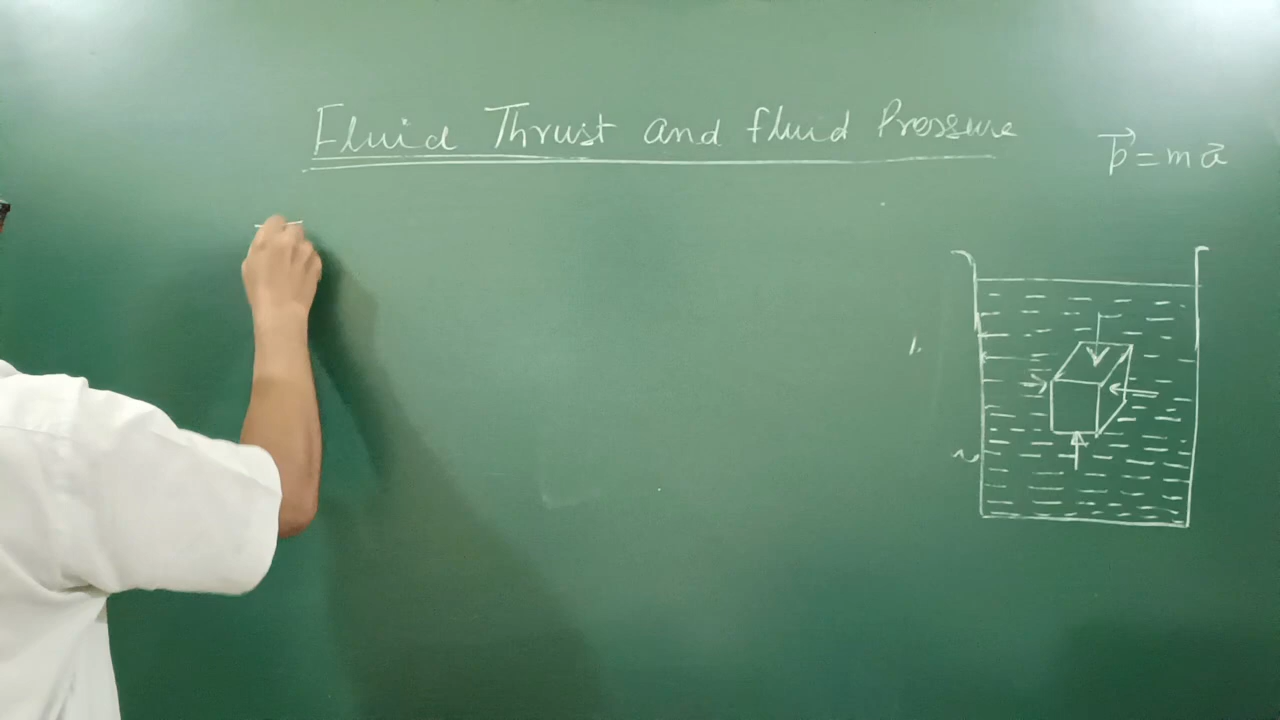 Fluid Thrust and fluid Pressure
p⃗ = m a⃗